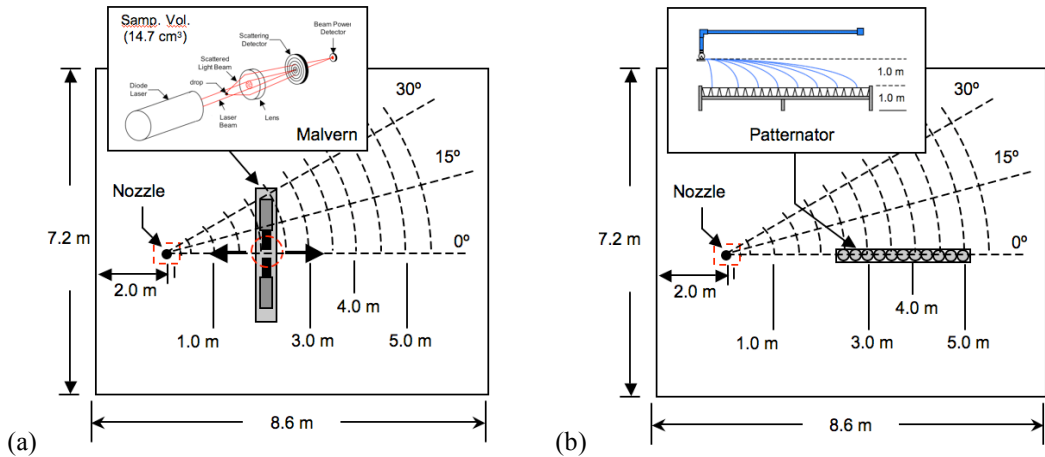 Samp. Vol.
(14.7 cm³)
Beam Power
Detector
Scattering
Detector
Scattered
Light Beam
drop
Diode
Laser
Laser
Beam
Lens
Malvern
30º
15º
0º
Nozzle
7.2 m
2.0 m
1.0 m
3.0 m
4.0 m
5.0 m
8.6 m
(a)
1.0 m
1.0 m
Patternator
30º
15º
0º
Nozzle
7.2 m
2.0 m
1.0 m
3.0 m
4.0 m
5.0 m
8.6 m
(b)